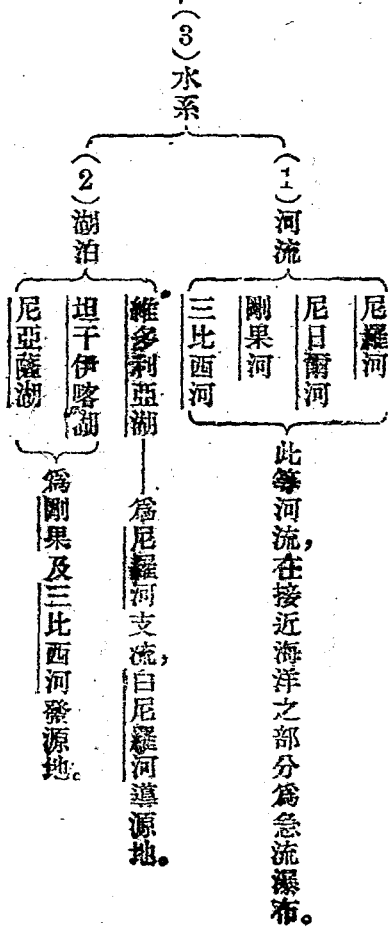 (3)水系
(1)河流
尼羅河
尼日爾河
剛果河
三比西河
此等河流,在接近海洋之部分爲急流瀑布。
(2)湖泊
維多利亞湖
爲尼羅河支流,白尼羅河導源地。
坦干伊喀湖
尼亞薩湖
爲剛果及三比西河發源地。